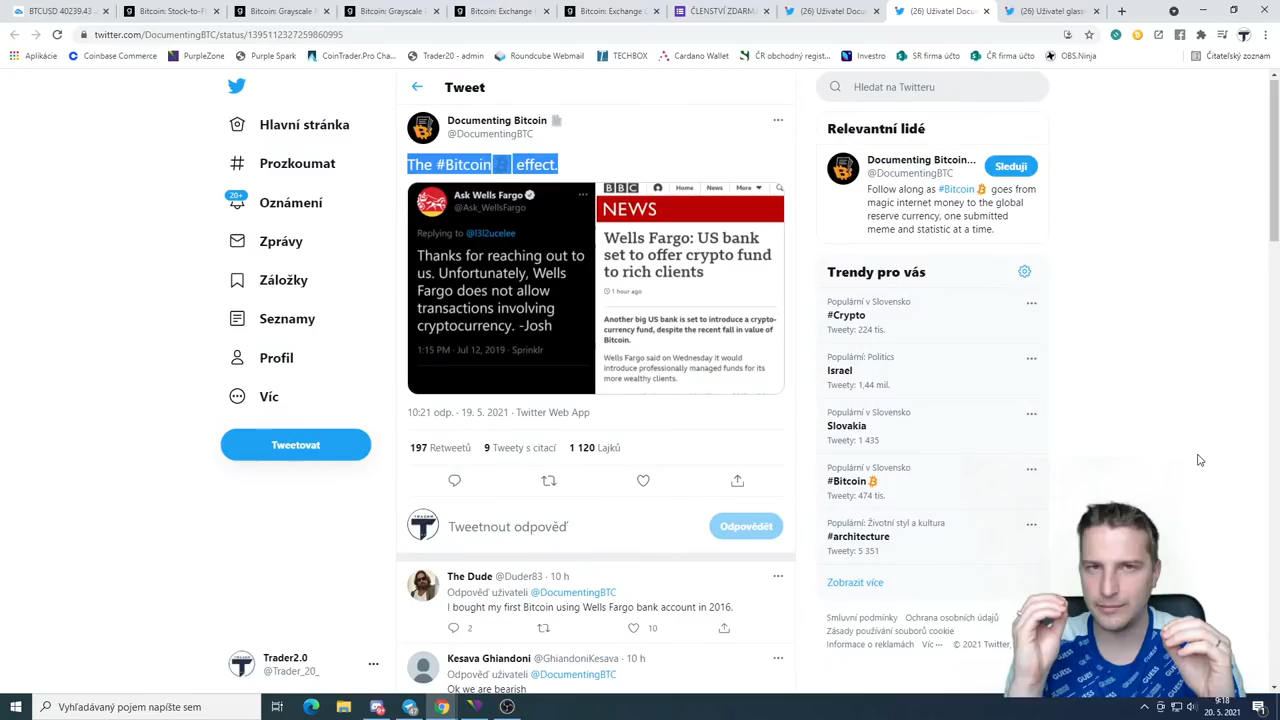 BTCUSD 40239.43
Bitcoin: Stock-to-F
Bitcoin: Grayscale P
Bitcoin: Grayscale
Bitcoin: Grayscale
Bitcoin: Exchange
ČLENSTVÍ ZDARMA
(26) Uživatel Docu
(26) Uživatel glass
twitter.com/DocumentingBTC/status/1395112327259860995
Aplikácie
Coinbase Commerce
PurpleZone
Purple Spark
CoinTrader.Pro Cha...
Trader20 - admin
Roundcube Webmail
TECHBOX
Cardano Wallet
ČR obchodný regist...
Investro
SR firma účto
ČR firma účto
OBS.Ninja
Čitateľský zoznam
Hlavní stránka
Prozkoumat
20+
Oznámení
Zprávy
Záložky
Seznamy
Profil
Víc
Tweetovat
Trader2.0
@Trader_20_
Tweet
Documenting Bitcoin
@DocumentingBTC
The #Bitcoin effect.
Ask Wells Fargo
@Ask_WellsFargo
Replying to @l3l2ucelee
Thanks for reaching out to
us. Unfortunately, Wells
Fargo does not allow
transactions involving
cryptocurrency. -Josh
1:15 PM · Jul 12, 2019 · Sprinklr
BBC
Home
News
More
NEWS
Wells Fargo: US bank
set to offer crypto fund
to rich clients
1 hour ago
Another big US bank is set to introduce a crypto-
currency fund, despite the recent fall in value of
Bitcoin.
Wells Fargo said on Wednesday it would
introduce professionally managed funds for its
more wealthy clients.
10:21 odp. · 19. 5. 2021 · Twitter Web App
197 Retweetů 9 Tweety s citací 1 120 Lajků
Tweetnout odpověď
Odpovědět
The Dude @Duder83 · 10 h
Odpověď uživateli @DocumentingBTC
I bought my first Bitcoin using Wells Fargo bank account in 2016.
2
10
Kesava Ghiandoni @GhiandoniKesava · 10 h
Odpověď uživateli @DocumentingBTC
Ok we are bearish
Hledat na Twitteru
Relevantní lidé
Documenting Bitcoin...
@DocumentingBTC
Sleduji
Follow along as #Bitcoin goes from
magic internet money to the global
reserve currency, one submitted
meme and statistic at a time.
Trendy pro vás
Populární v Slovensko
#Crypto
Tweety: 224 tis.
Populární: Politics
Israel
Tweety: 1,44 mil.
Populární v Slovensko
Slovakia
Tweety: 1 435
Populární v Slovensko
#Bitcoin
Tweety: 474 tis.
Populární: Životní styl a kultura
#architecture
Tweety: 5 351
Zobrazit více
Smluvní podmínky Ochrana osobních údajů
Zásady používání souborů cookie
Informace o reklamách Víc ··· © 2021 Twitter,
GUESS
Vyhľadávaný pojem napíšte sem
9:18
20. 5. 2021